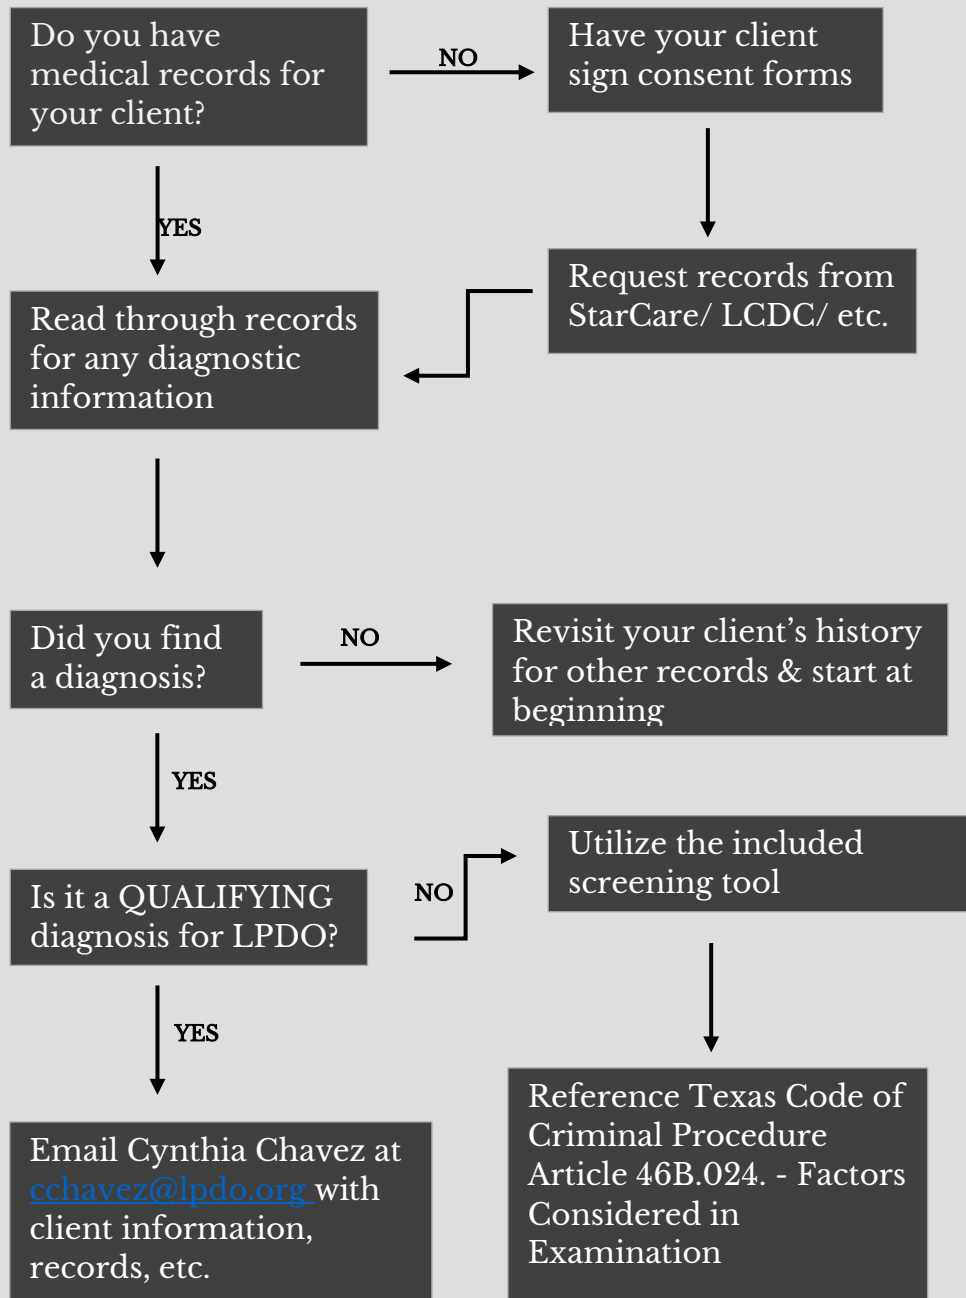 Do you have
medical records for
your client?
NO
Have your client
sign consent forms
YES
Request records from
StarCare/ LCDC/ etc.
Read through records
for any diagnostic
information
Did you find
a diagnosis?
NO
Revisit your client’s history
for other records & start at
beginning
YES
Utilize the included
screening tool
Is it a QUALIFYING
diagnosis for LPDO?
NO
YES
Email Cynthia Chavez at
cchavez@lpdo.org with
client information,
records, etc.
Reference Texas Code of
Criminal Procedure
Article 46B.024. - Factors
Considered in
Examination